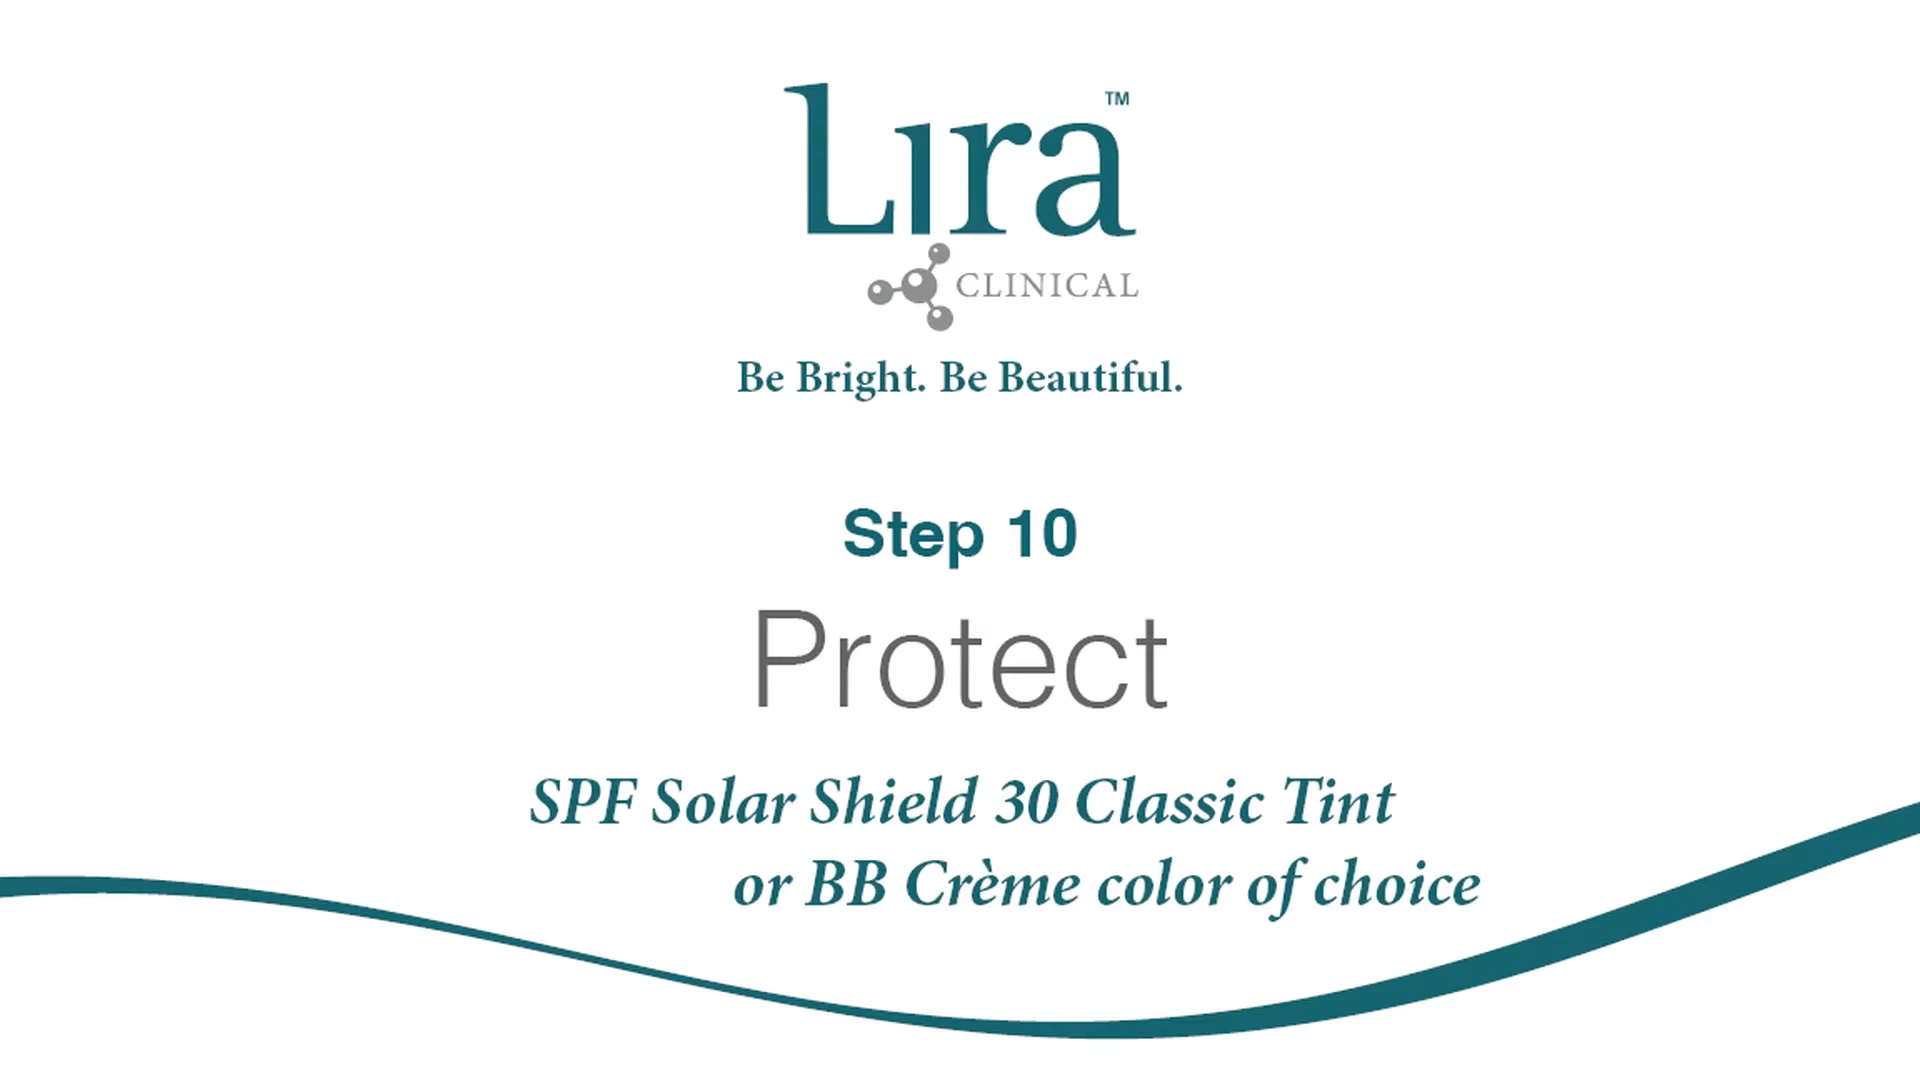 Lira™
CLINICAL
Be Bright. Be Beautiful.
Step 10
Protect
SPF Solar Shield 30 Classic Tint
or BB Crème color of choice